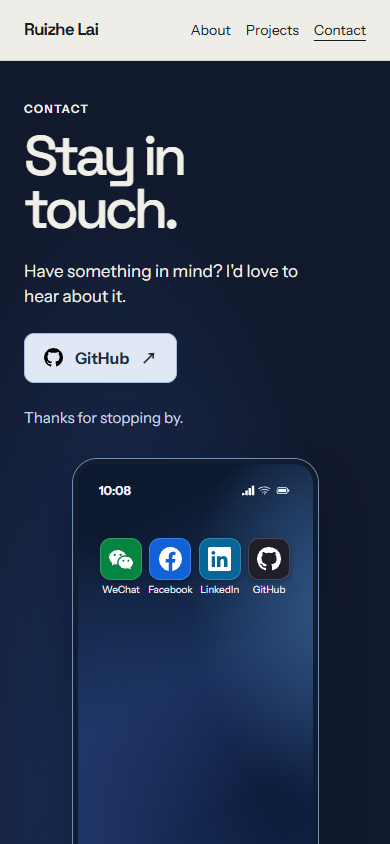 Ruizhe Lai
About Projects Contact
CONTACT
Stay in
touch.
Have something in mind? I'd love to
hear about it.
GitHub ↗
Thanks for stopping by.
10:08
WeChat Facebook LinkedIn GitHub